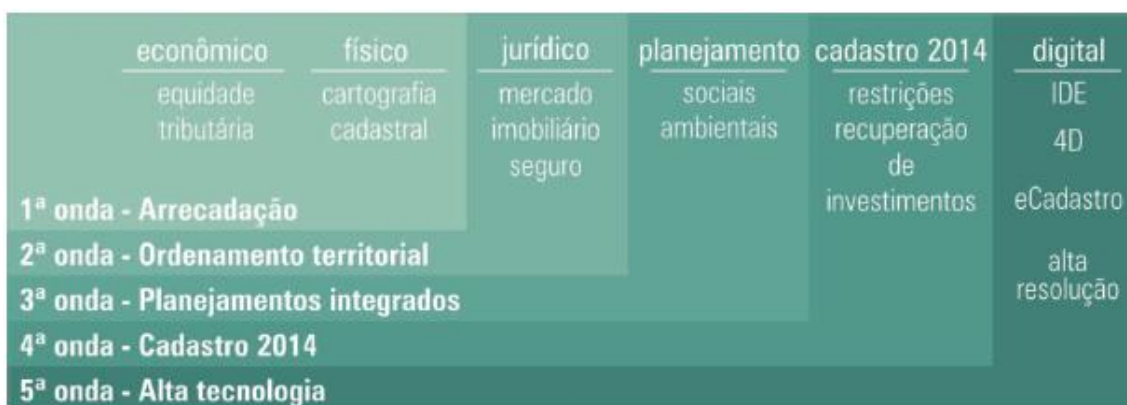 econômico
físico
jurídico
planejamento
cadastro 2014
digital
equidade
tributária
cartografia
cadastral
mercado
imobiliário
seguro
sociais
ambientais
restrições
recuperação
de
investimentos
IDE
4D
eCadastro
alta
resolução
1ª onda - Arrecadação
2ª onda - Ordenamento territorial
3ª onda - Planejamentos integrados
4ª onda - Cadastro 2014
5ª onda - Alta tecnologia